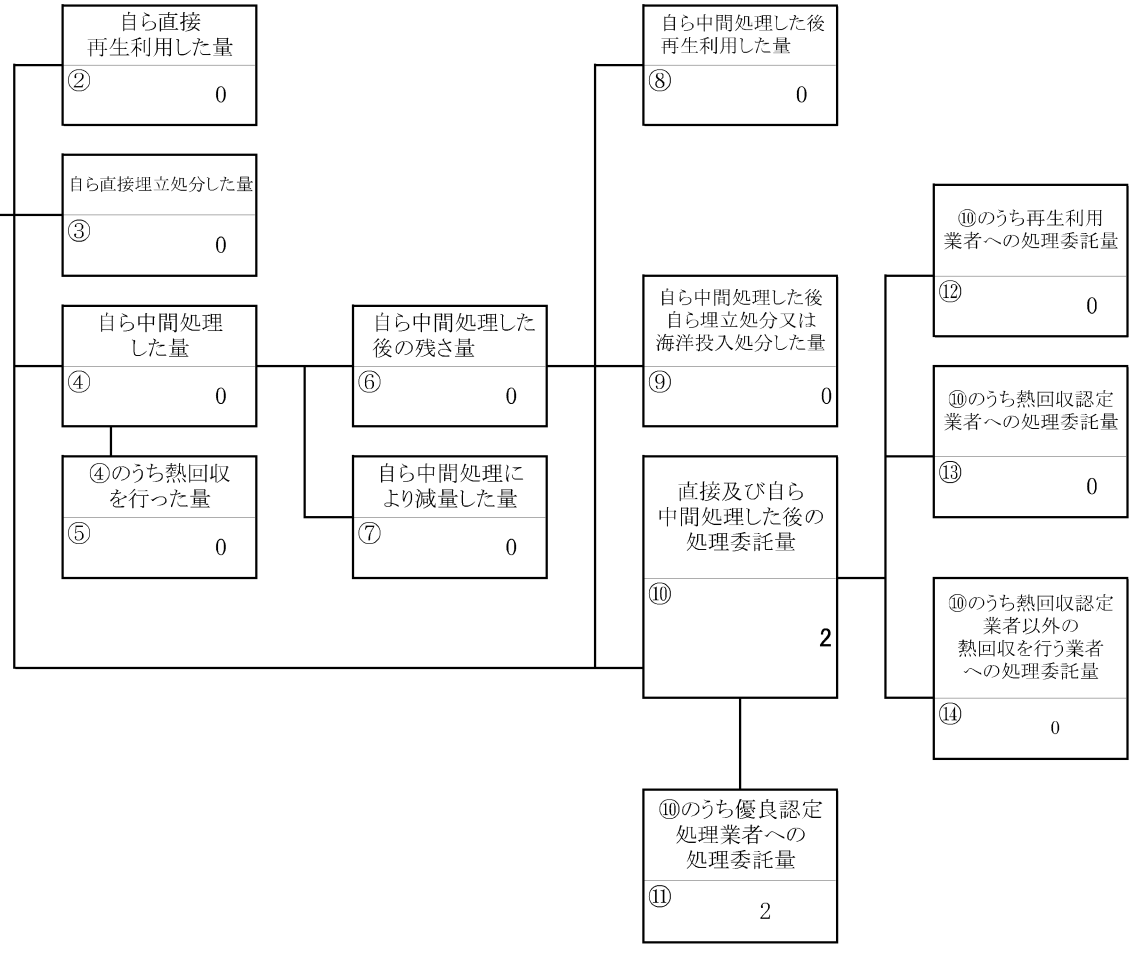 自ら直接
再生利用した量
②
0
自ら直接埋立処分した量
③
0
自ら中間処理
した量
④
0
④のうち熱回収
を行った量
⑤
0
自ら中間処理した
後の残さ量
⑥
0
自ら中間処理に
より減量した量
⑦
0
自ら中間処理した後
再生利用した量
⑧
0
自ら中間処理した後
自ら埋立処分又は
海洋投入処分した量
⑨
0
直接及び自ら
中間処理した後の
処理委託量
⑩
2
⑩のうち優良認定
処理業者への
処理委託量
⑪
2
⑩のうち再生利用
業者への処理委託量
⑫
0
⑩のうち熱回収認定
業者への処理委託量
⑬
0
⑩のうち熱回収認定
業者以外の
熱回収を行う業者
への処理委託量
⑭
0